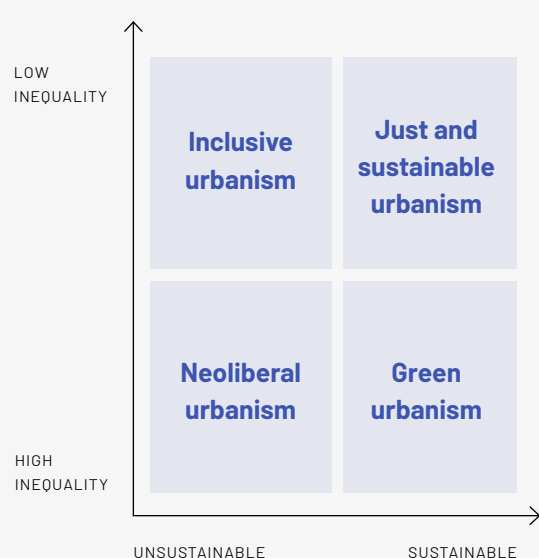 LOW
INEQUALITY
Inclusive
urbanism
Just and
sustainable
urbanism
Neoliberal
urbanism
Green
urbanism
HIGH
INEQUALITY
UNSUSTAINABLE
SUSTAINABLE